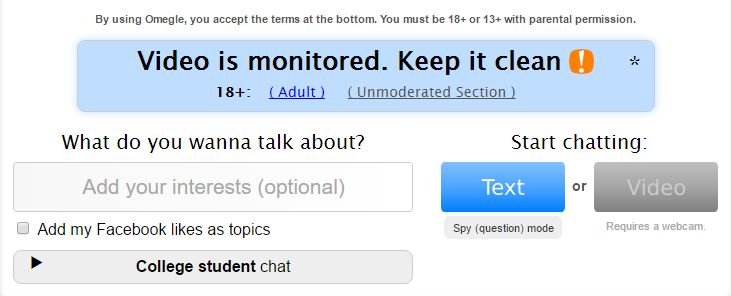 By using Omegle, you accept the terms at the bottom. You must be 18+ or 13+ with parental permission.
Video is monitored. Keep it clean ! *
18+: ( Adult ) ( Unmoderated Section )
What do you wanna talk about?
Start chatting:
Add your interests (optional)
Text or Video
Spy (question) mode
Requires a webcam.
Add my Facebook likes as topics
College student chat